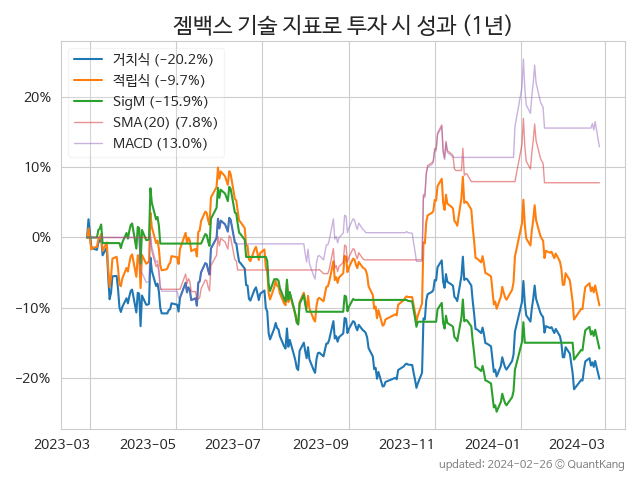 젬백스 기술 지표로 투자 시 성과 (1년)
거치식 (−20.2%)
적립식 (−9.7%)
SigM (−15.9%)
SMA(20) (7.8%)
MACD (13.0%)
20%
10%
0%
−10%
−20%
2023−03 2023−05 2023−07 2023−09 2023−11 2024−01 2024−03
updated: 2024−02−26 © QuantKang